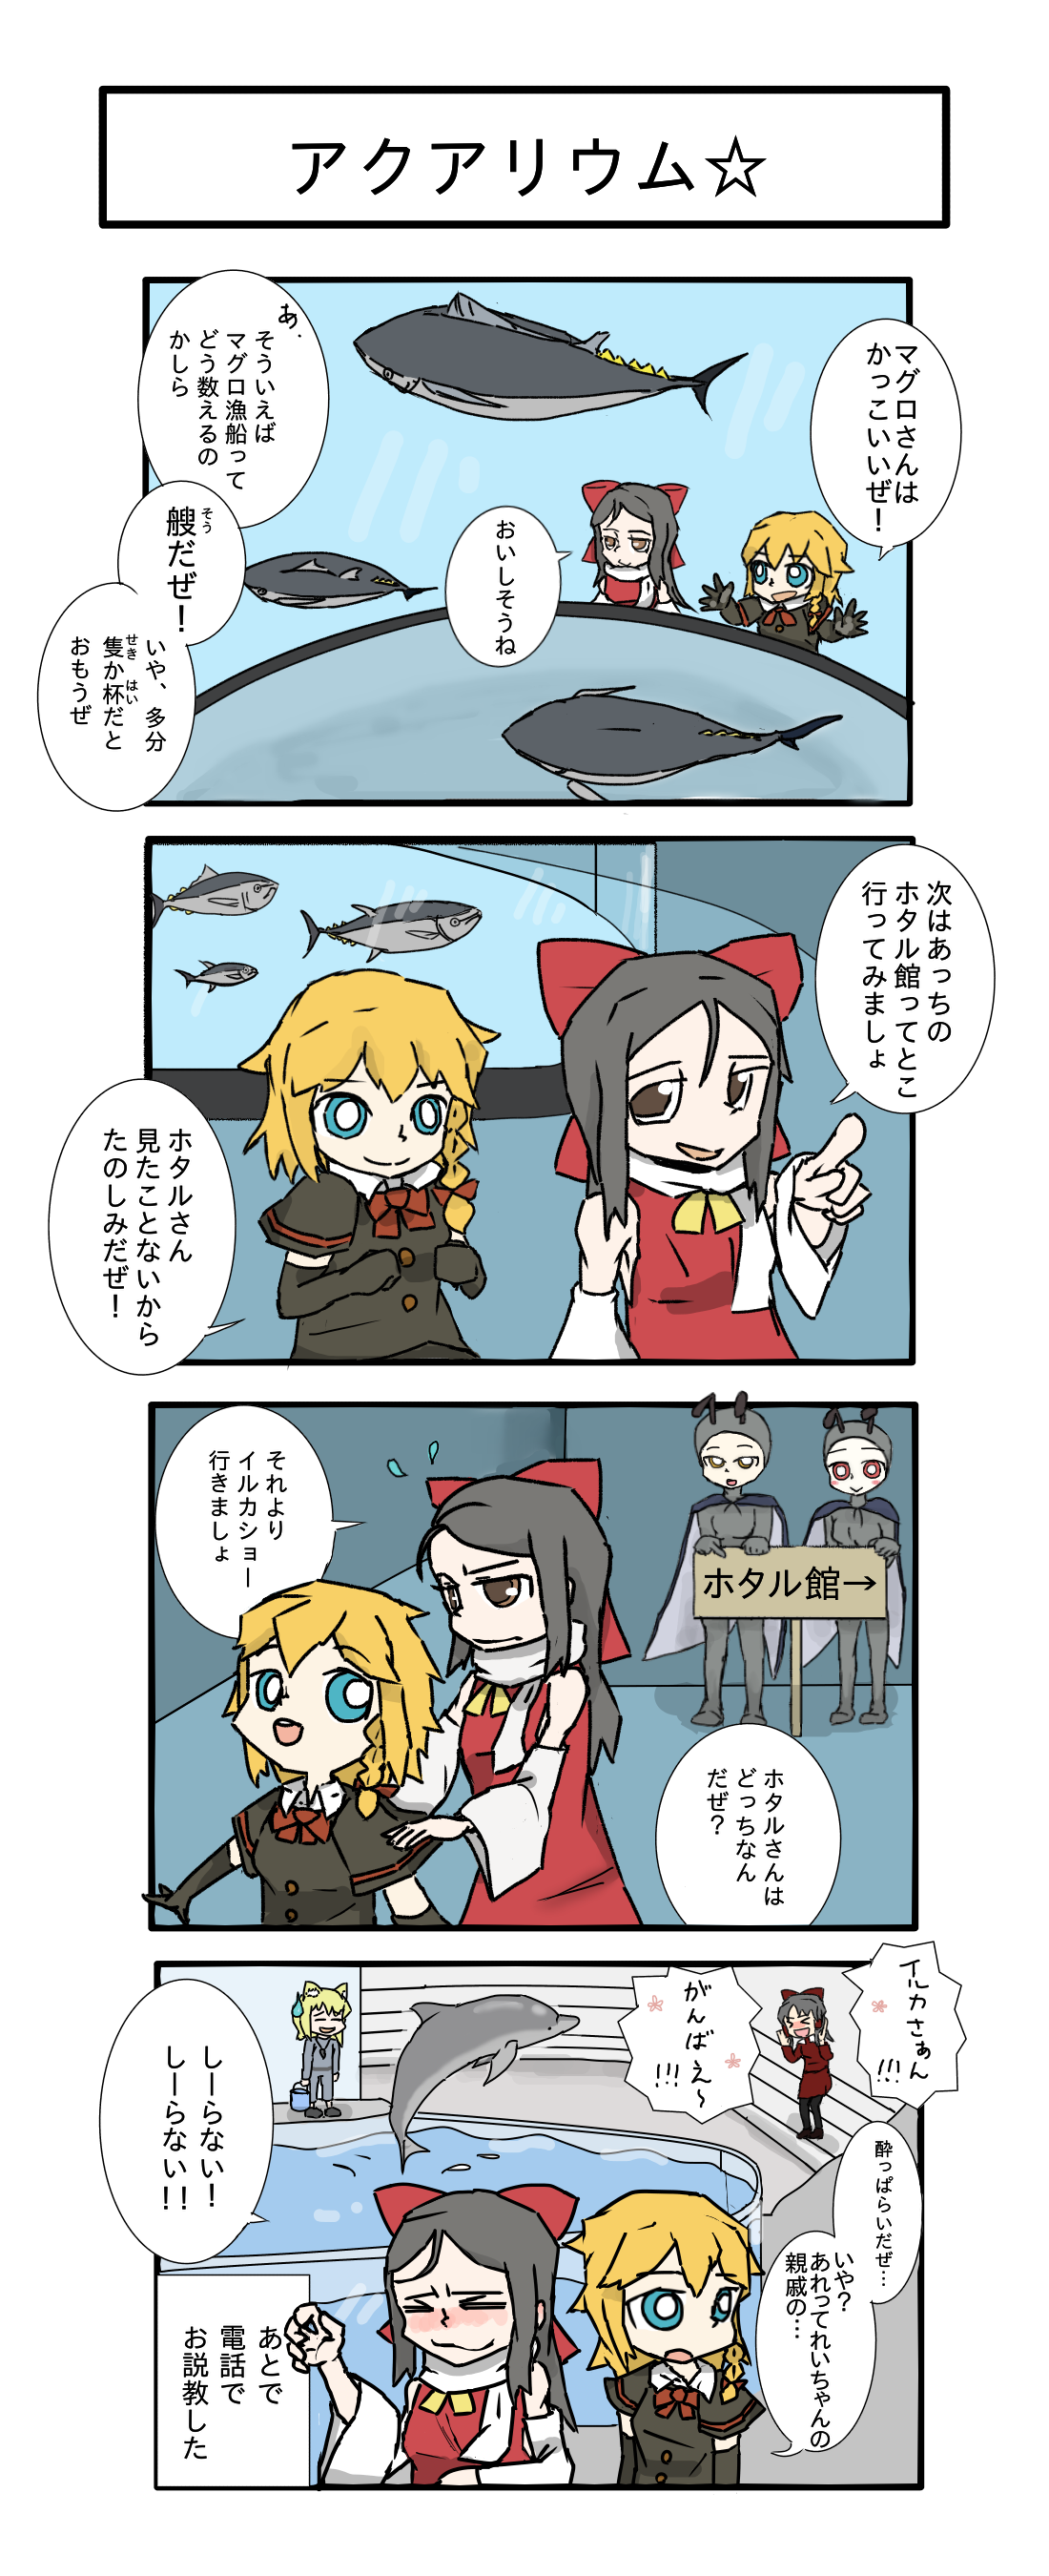 アクアリウム☆
マグロさんは
かっこいいぜ！
おいしそうね
あ、
そういえば
マグロ漁船って
どう数えるの
かしら
艘だぜ！
そう
いや、多分
隻か杯だと
せき はい
おもうぜ
次はあっちの
ホタル館ってとこ
行ってみましょ
ホタルさん
見たことないから
たのしみだぜ！
それより
イルカショー
行きましょ
ホタル館→
ホタルさんは
どっちなん
だぜ？
イルカさぁん
!!!
がんばえ～
!!!
酔っぱらいだぜ…
いや？
あれってれいちゃんの
親戚の…
しーらない！
しーらない！！
あとで
電話で
お説教した